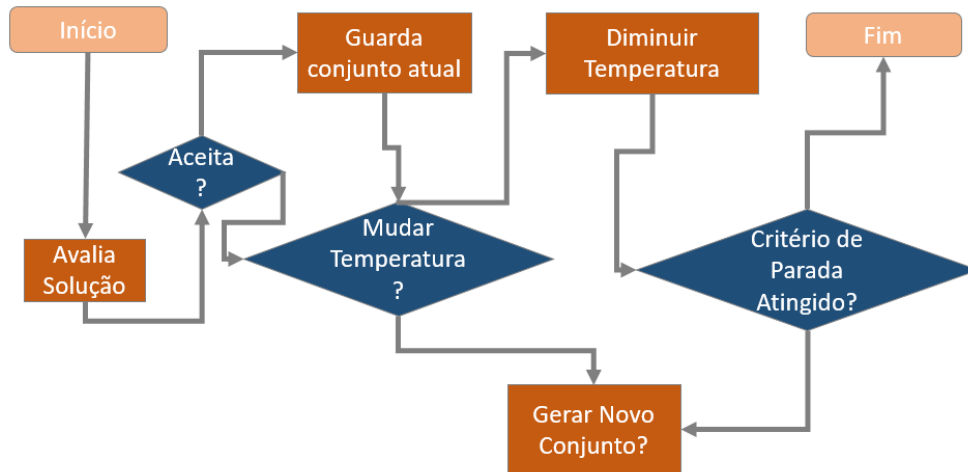 Início
Guarda
conjunto atual
Diminuir
Temperatura
Fim
Aceita
?
Avalia
Solução
Mudar
Temperatura
?
Critério de
Parada
Atingido?
Gerar Novo
Conjunto?